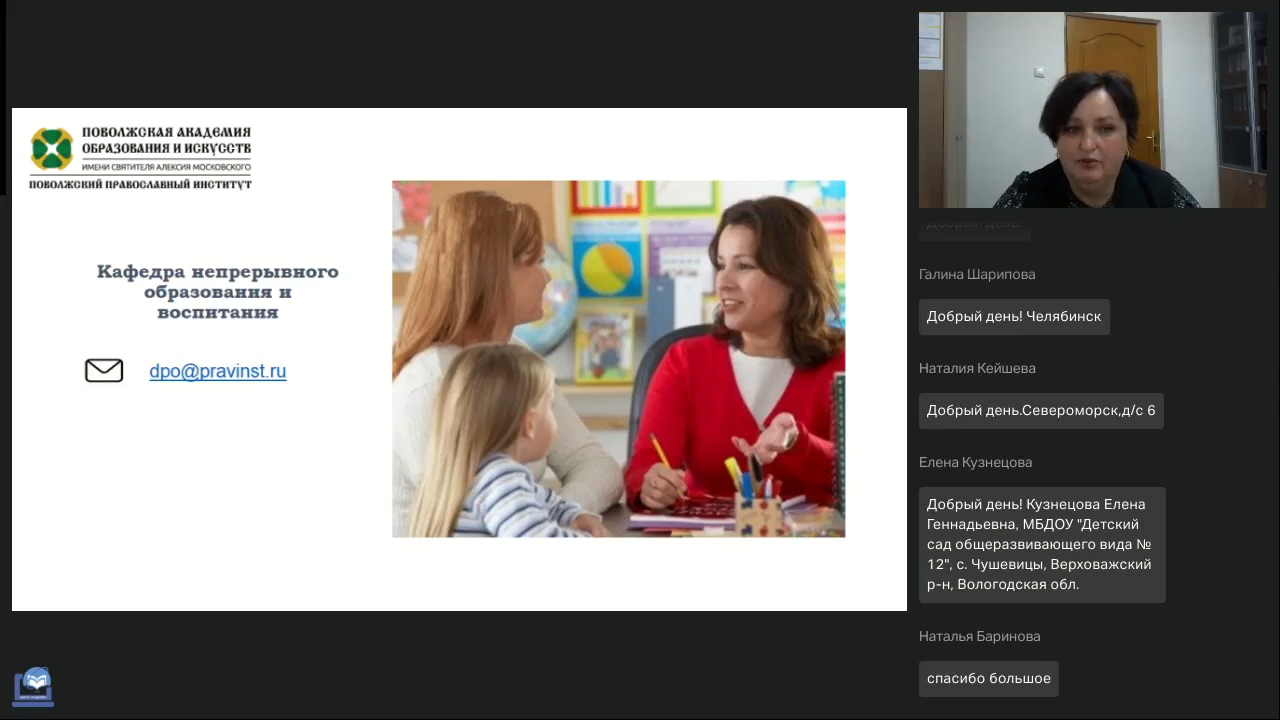 ПОВОЛЖСКАЯ АКАДЕМИЯ
ОБРАЗОВАНИЯ И ИСКУССТВ
ИМЕНИ СВЯТИТЕЛЯ АЛЕКСИЯ МОСКОВСКОГО
ПОВОЛЖСКИЙ ПРАВОСЛАВНЫЙ ИНСТИТУТ
Кафедра непрерывного
образования и
воспитания
dpo@pravinst.ru
Добрый день!
Галина Шарипова
Добрый день! Челябинск
Наталия Кейшева
Добрый день.Североморск,д/с 6
Елена Кузнецова
Добрый день! Кузнецова Елена
Геннадьевна, МБДОУ "Детский
сад общеразвивающего вида №
12", с. Чушевицы, Верховажский
р-н, Вологодская обл.
Наталья Баринова
спасибо большое